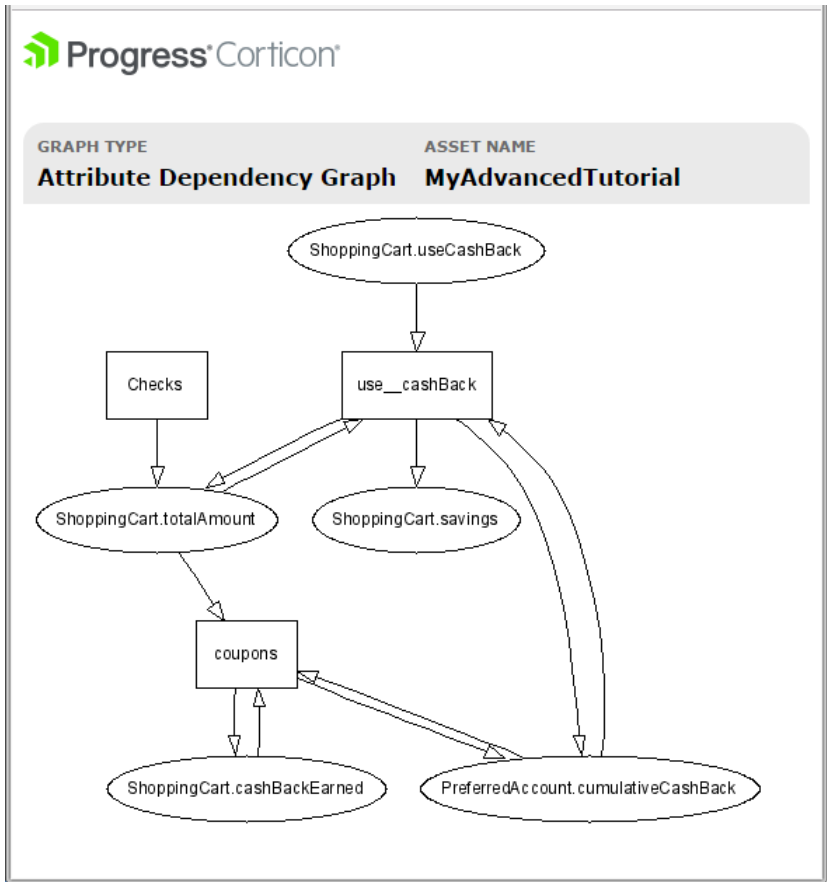 Progress® Corticon®
GRAPH TYPE
ASSET NAME
Attribute Dependency Graph
MyAdvancedTutorial
ShoppingCart.useCashBack
Checks
use__cashBack
ShoppingCart.totalAmount
ShoppingCart.savings
coupons
ShoppingCart.cashBackEarned
PreferredAccount.cumulativeCashBack